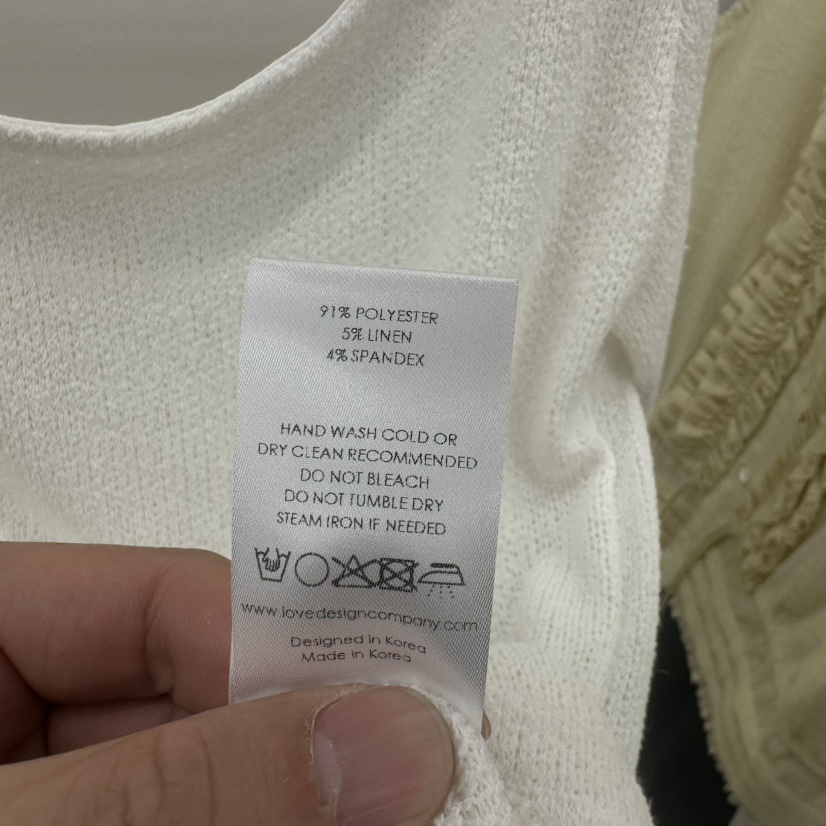 91% POLYESTER
5% LINEN
4% SPANDEX
HAND WASH COLD OR
DRY CLEAN RECOMMENDED
DO NOT BLEACH
DO NOT TUMBLE DRY
STEAM IRON IF NEEDED
www.lovedesigncompany.com
Designed in Korea
Made in Korea